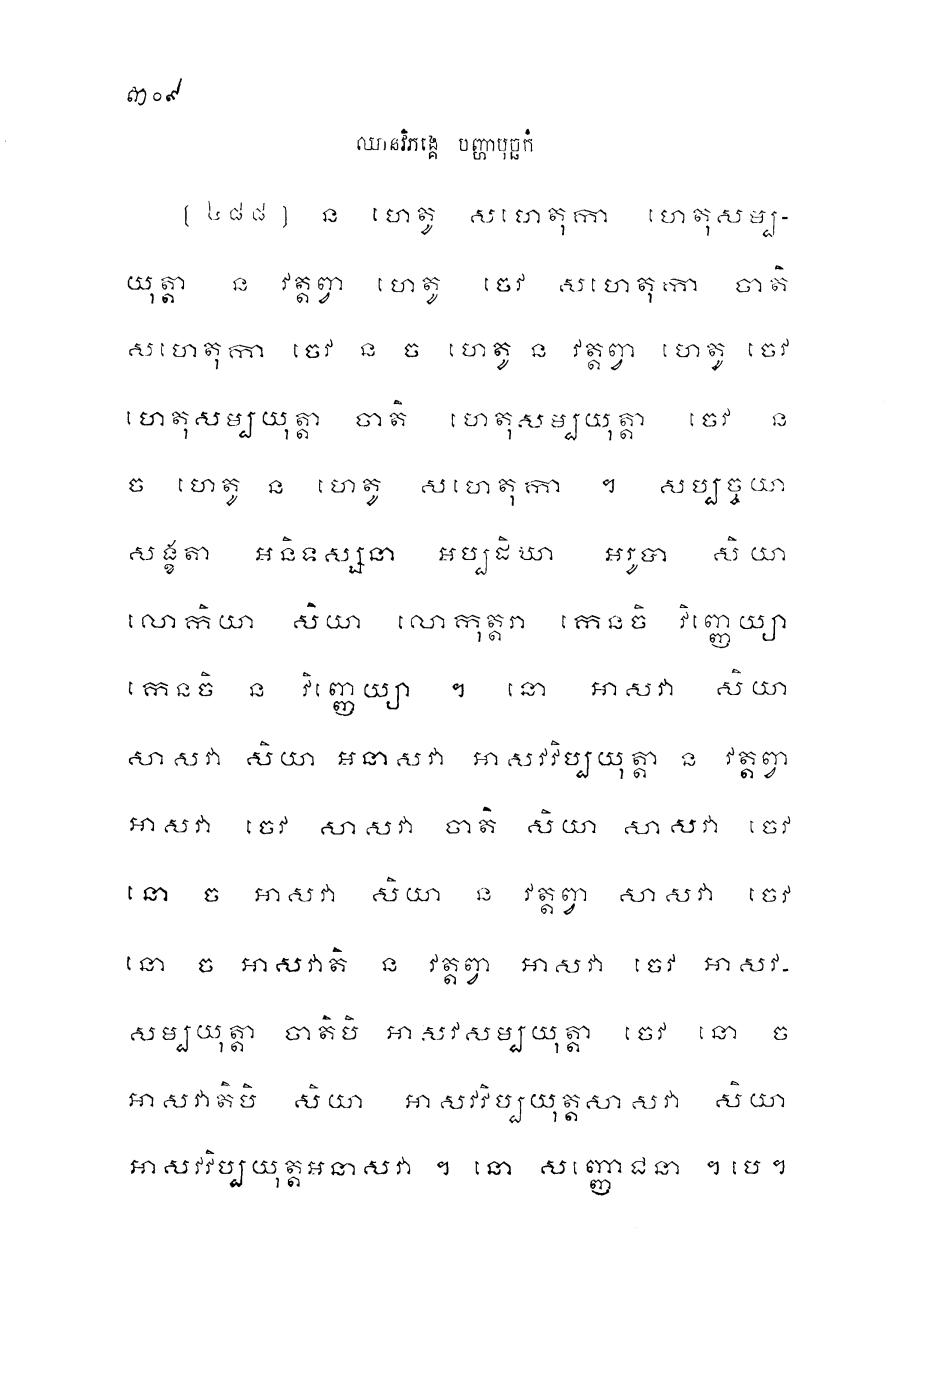 ៣០៩
ឈានវិភង្គេ បញ្ហាបុច្ឆកំ
[៤៨៨] ន ហេតូ សហេតុកា ហេតុសម្ប-
យុត្តា ន វត្តព្វា ហេតូ ចេវ សហេតុកា ចាតិ
សហេតុកា ចេវ ន ច ហេតូ ន វត្តព្វា ហេតូ ចេវ
ហេតុសម្បយុត្តា ចាតិ ហេតុសម្បយុត្តា ចេវ ន
ច ហេតូ ន ហេតូ សហេតុកា ។ សប្បច្ចយា
សង្ខតា អនិទស្សនា អប្បដិឃា អរូបា សិយា
លោកិយា សិយា លោកុត្តរា កេនចិ វិញ្ញេយ្យា
កេនចិ ន វិញ្ញេយ្យា ។ នោ អាសវា សិយា
សាសវា សិយា អនាសវា អាសវវិប្បយុត្តា ន វត្តព្វា
អាសវា ចេវ សាសវា ចាតិ សិយា សាសវា ចេវ
នោ ច អាសវា សិយា ន វត្តព្វា សាសវា ចេវ
នោ ច អាសវាតិ ន វត្តព្វា អាសវា ចេវ អាសវ-
សម្បយុត្តា ចាតិបិ អាសវសម្បយុត្តា ចេវ នោ ច
អាសវាតិបិ សិយា អាសវវិប្បយុត្តសាសវា សិយា
អាសវវិប្បយុត្តអនាសវា ។ នោ សញ្ញោជនា ។បេ។